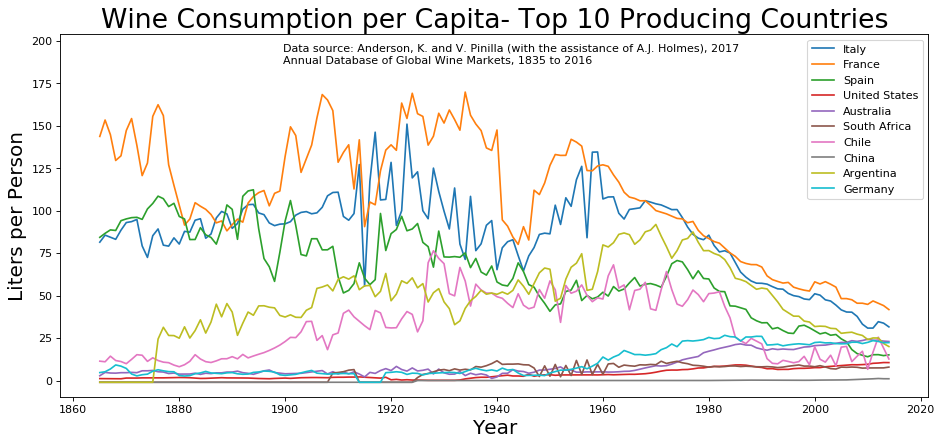 Wine Consumption per Capita- Top 10 Producing Countries
Data source: Anderson, K. and V. Pinilla (with the assistance of A.J. Holmes), 2017
Annual Database of Global Wine Markets, 1835 to 2016
Italy
France
Spain
United States
Australia
South Africa
Chile
China
Argentina
Germany
Liters per Person
200
175
150
125
100
75
50
25
0
1860 1880 1900 1920 1940 1960 1980 2000 2020
Year